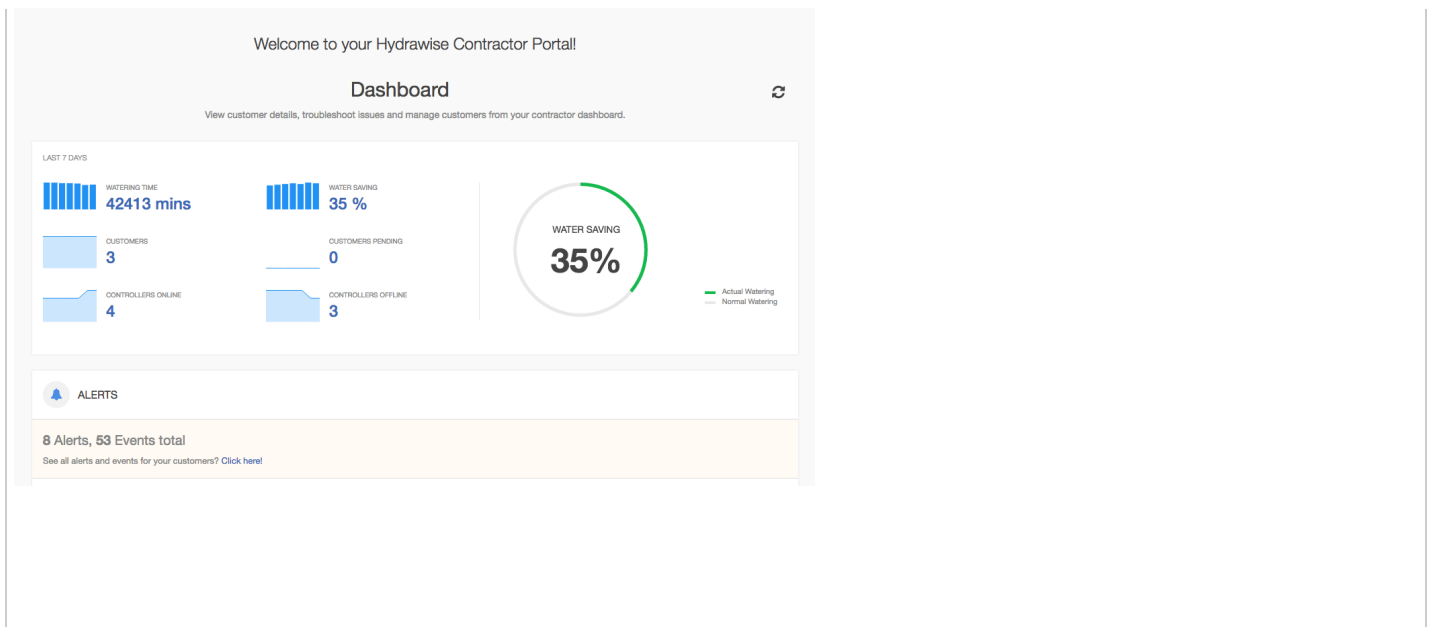 Welcome to your Hydrawise Contractor Portal!
Dashboard
View customer details, troubleshoot issues and manage customers from your contractor dashboard.
LAST 7 DAYS
WATERING TIME
42413 mins
WATER SAVING
35 %
CUSTOMERS
3
CUSTOMERS PENDING
0
CONTROLLERS ONLINE
4
CONTROLLERS OFFLINE
3
WATER SAVING
35%
Actual Watering
Normal Watering
ALERTS
8 Alerts, 53 Events total
See all alerts and events for your customers? Click here!